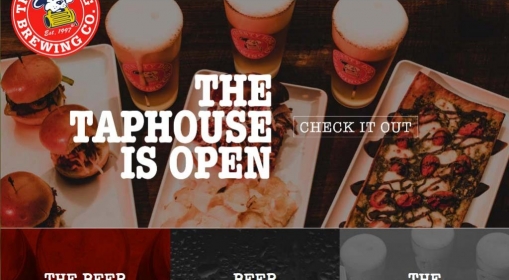 BREWING CO.
Est. 1997
THE
TAPHOUSE
IS OPEN
CHECK IT OUT
THE BEER
BEER
THE